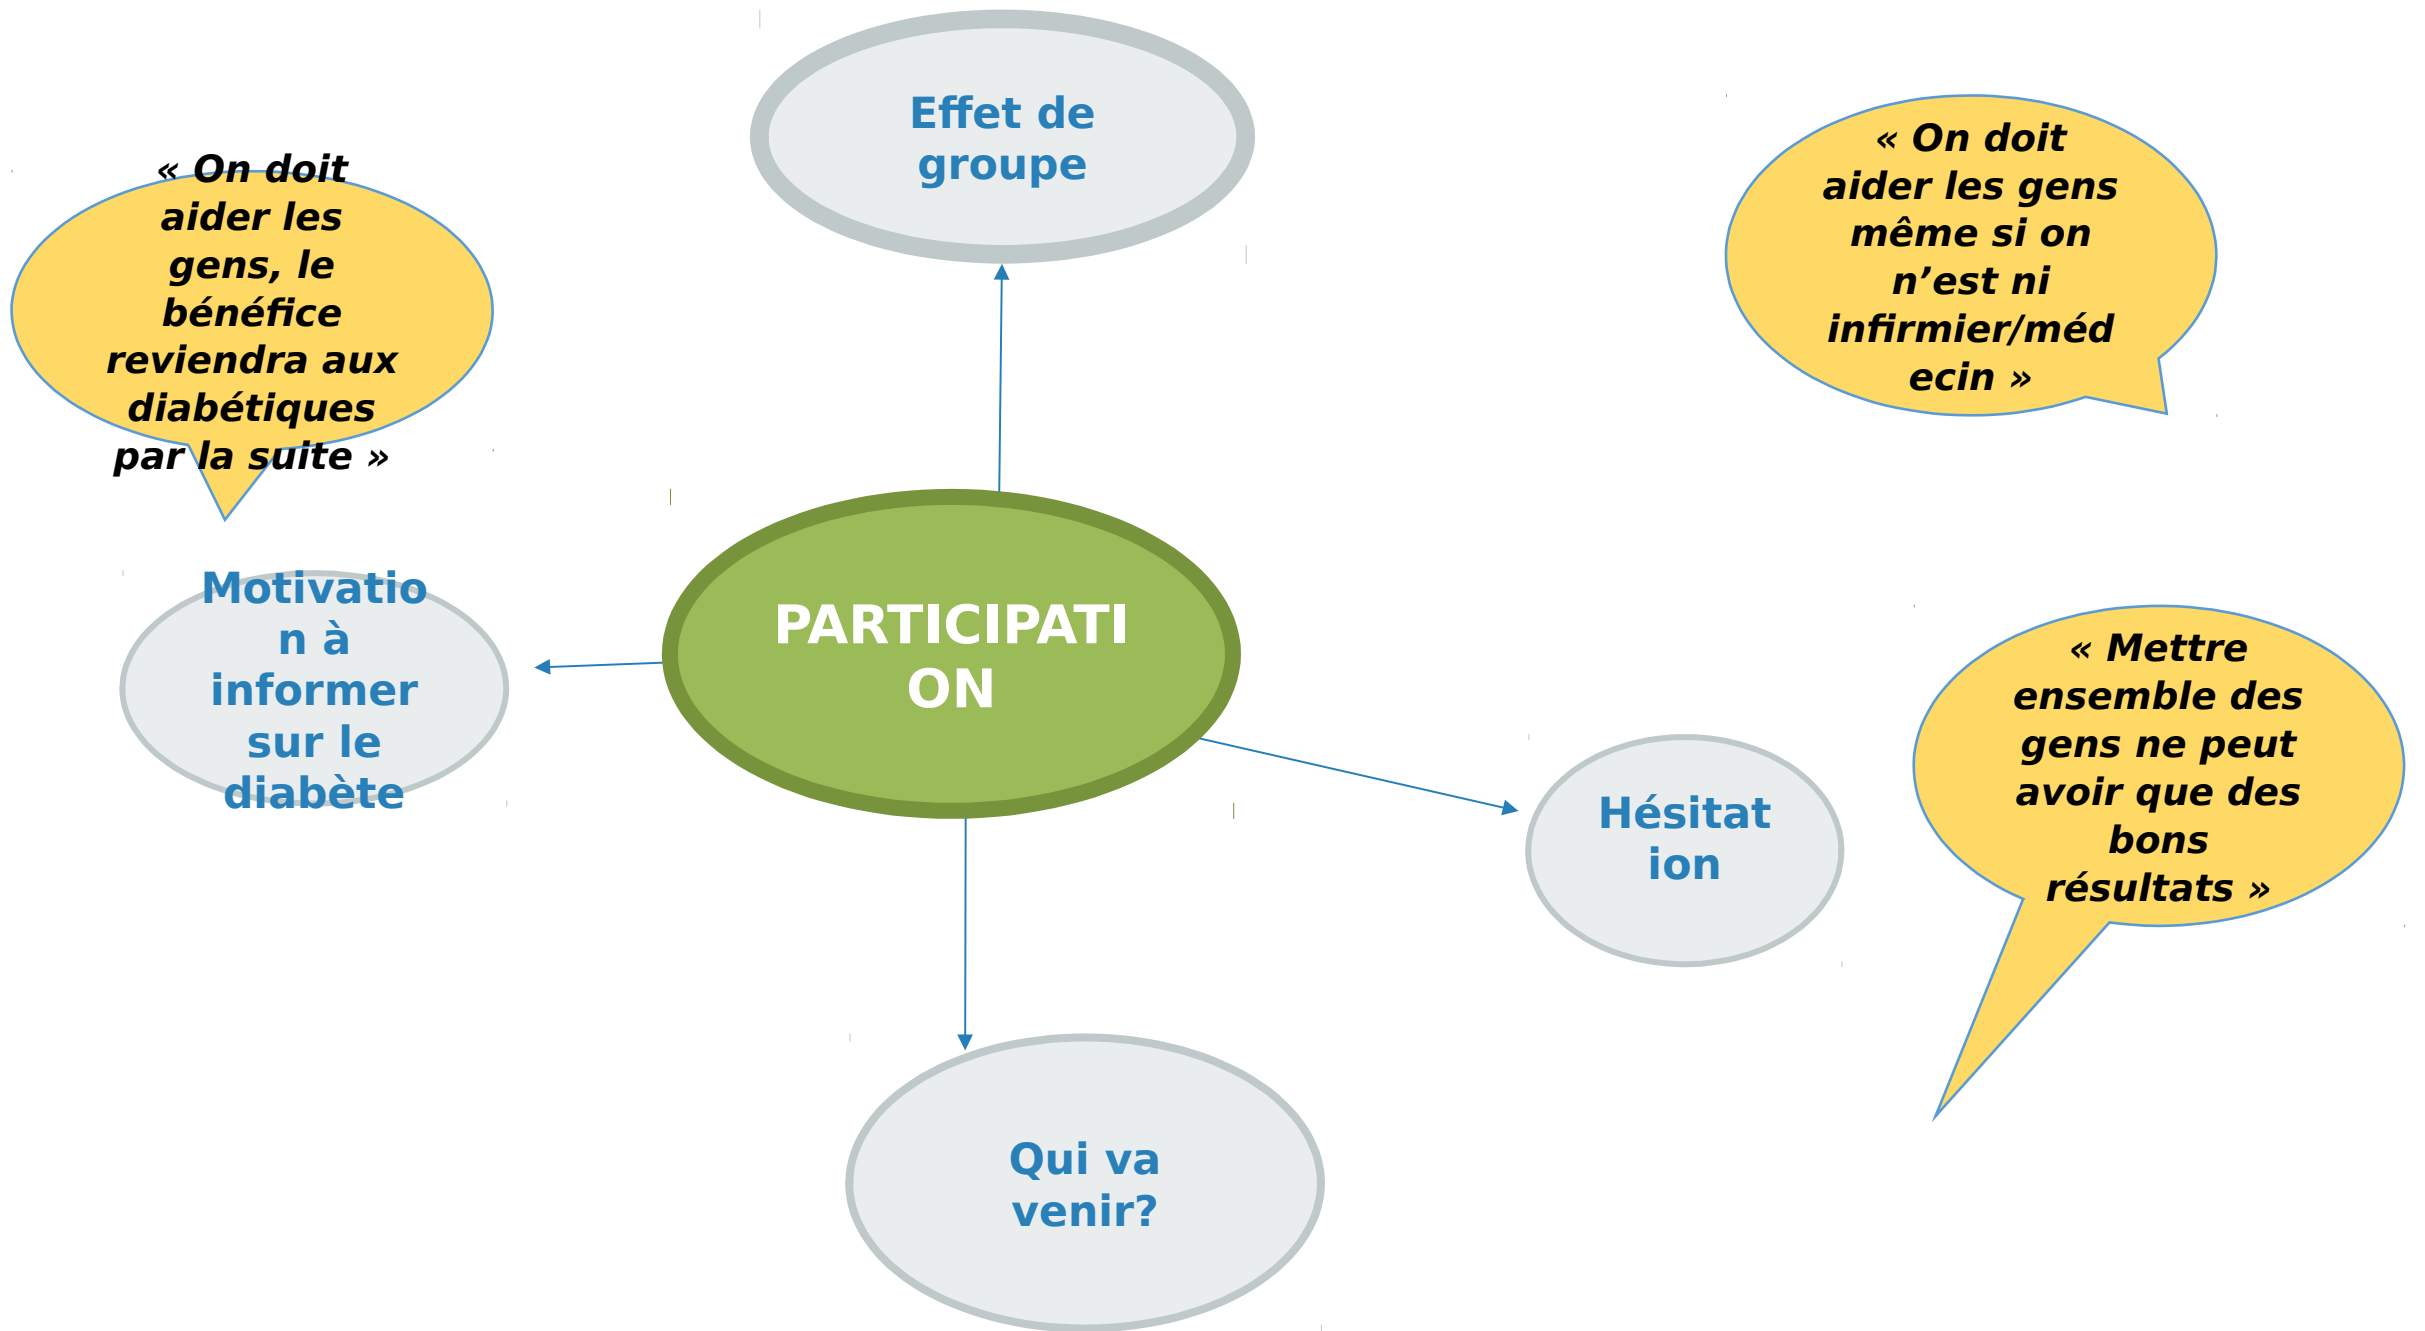 Effet de
groupe
« On doit
aider les
gens, le
bénéfice
reviendra aux
diabétiques
par la suite »
« On doit
aider les gens
même si on
n’est ni
infirmier/méd
ecin »
Motivatio
n à
informer
sur le
diabète
PARTICIPATI
ON
Hésitat
ion
« Mettre
ensemble des
gens ne peut
avoir que des
bons
résultats »
Qui va
venir?